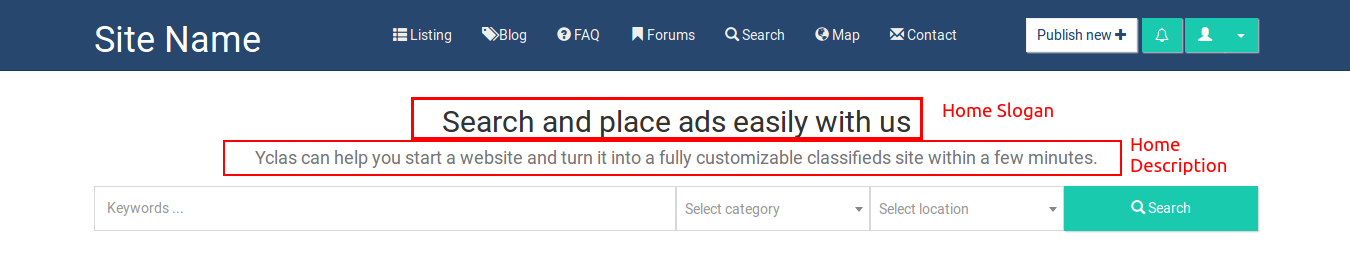 Site Name
Listing
Blog
FAQ
Forums
Search
Map
Contact
Publish new
Search and place ads easily with us
Home Slogan
Yclas can help you start a website and turn it into a fully customizable classifieds site within a few minutes.
Home
Description
Keywords ...
Select category
Select location
Search